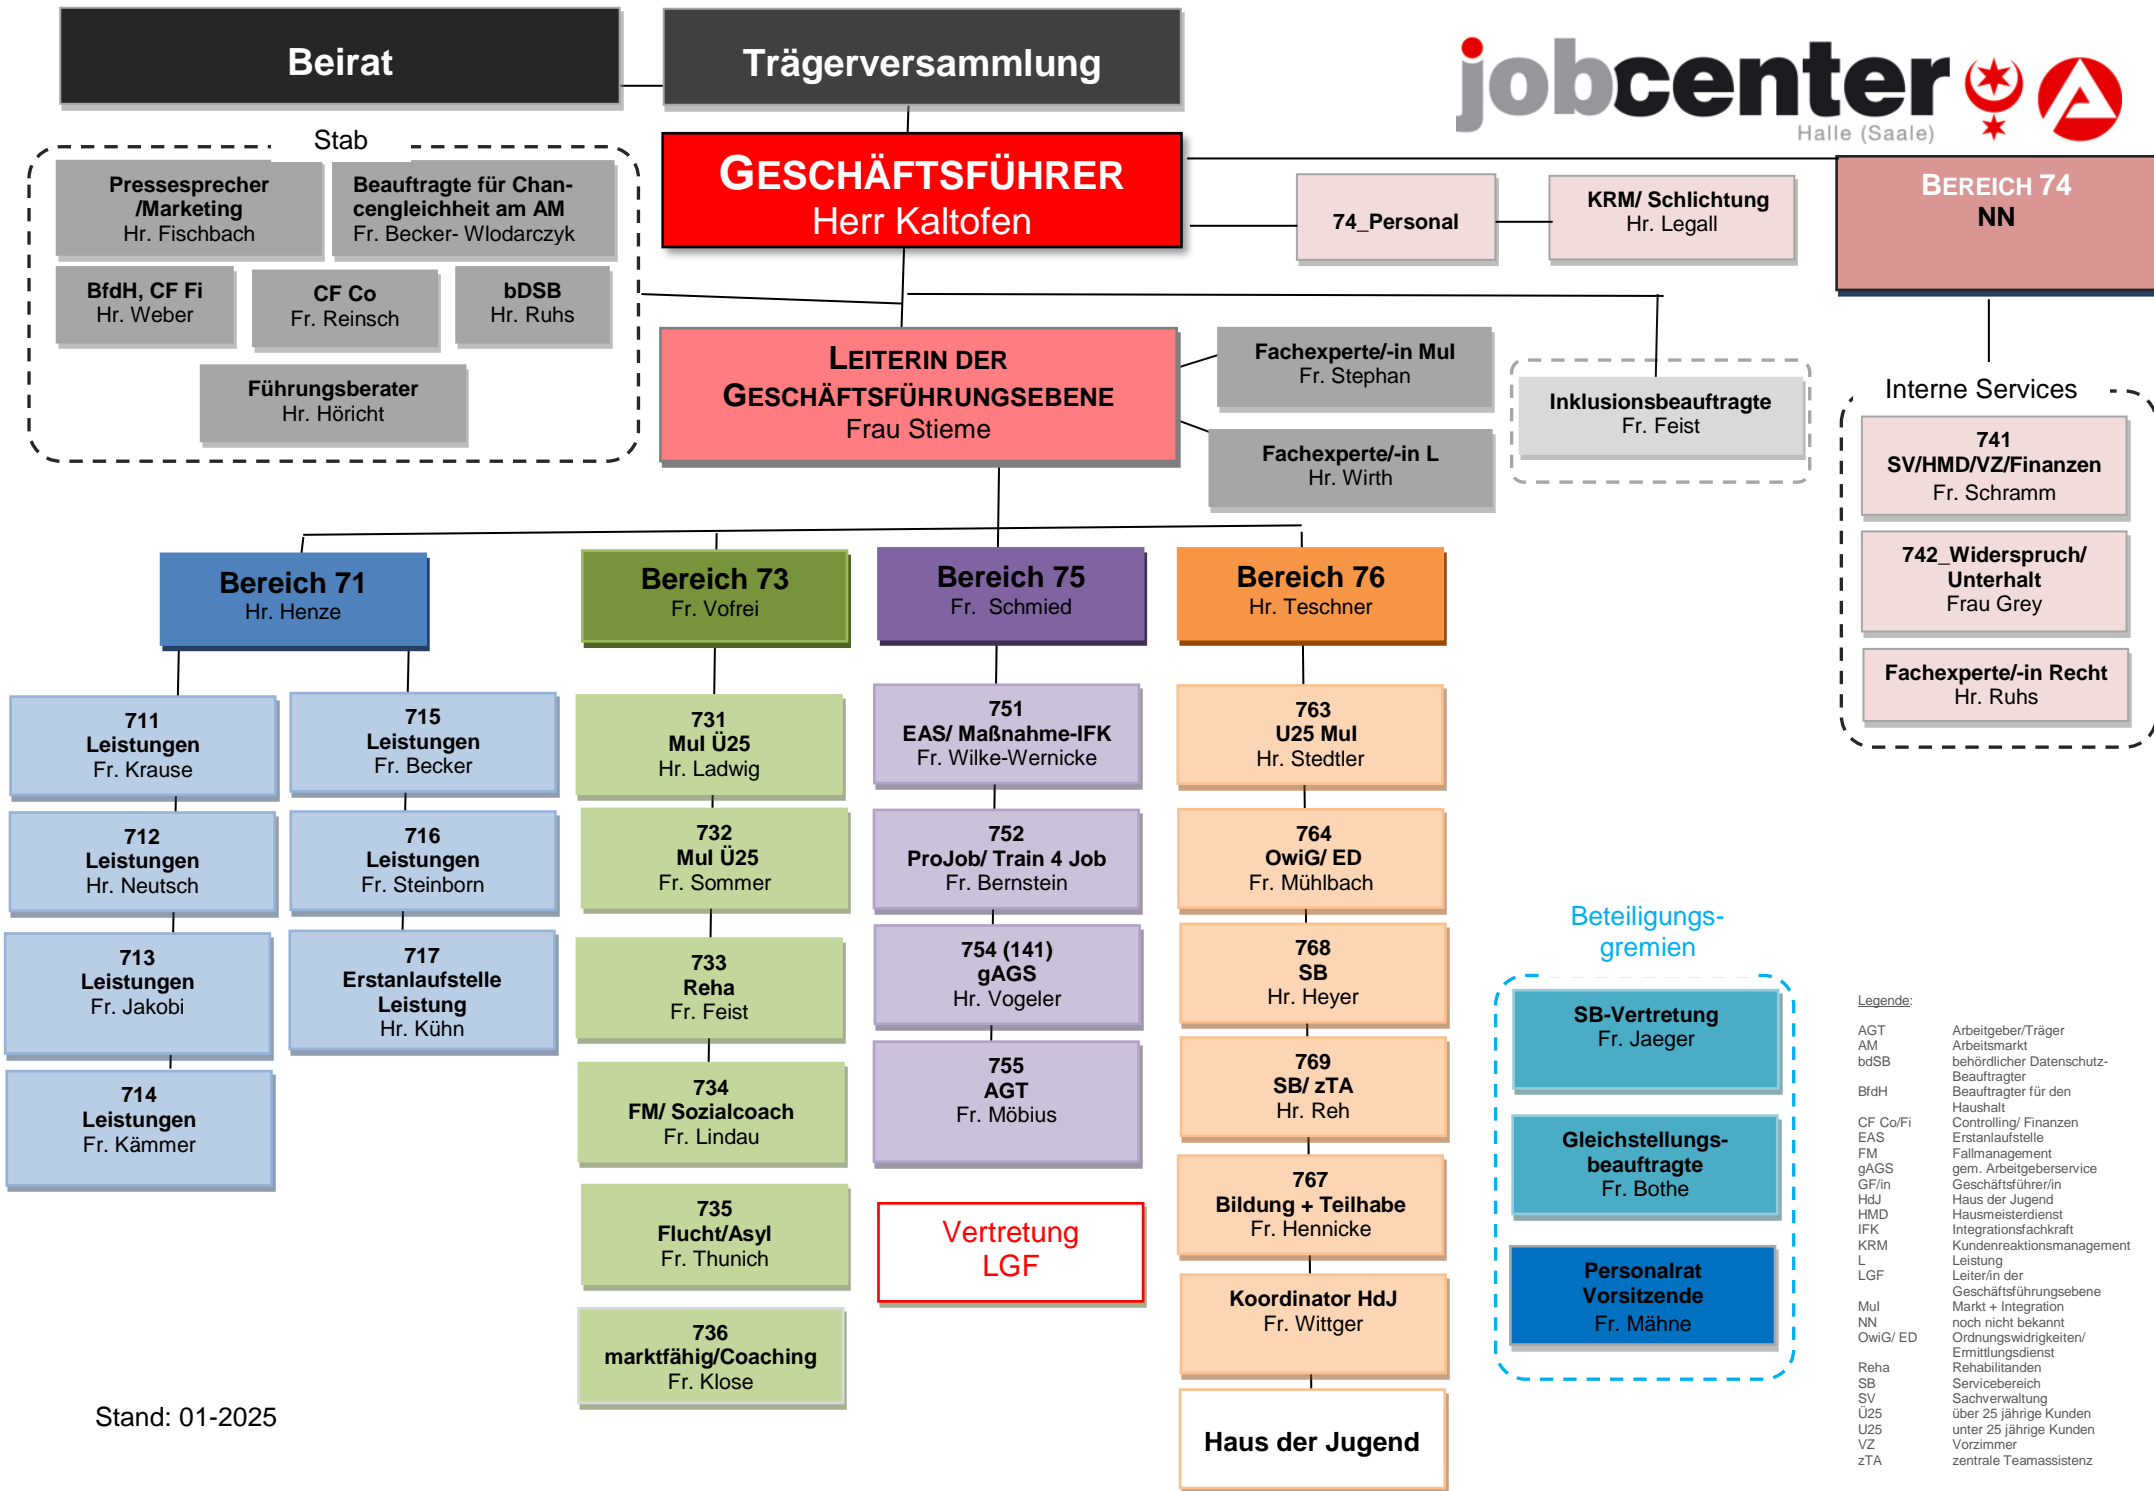 Beirat
Trägerversammlung
jobcenter
Halle (Saale)
Stab
Pressesprecher
/Marketing
Hr. Fischbach
Beauftragte für Chan-
cengleichheit am AM
Fr. Becker- Wlodarczyk
BfdH, CF Fi
Hr. Weber
CF Co
Fr. Reinsch
bDSB
Hr. Ruhs
Führungsberater
Hr. Höricht
GESCHÄFTSFÜHRER
Herr Kaltofen
74_Personal
KRM/ Schlichtung
Hr. Legall
BEREICH 74
NN
LEITERIN DER
GESCHÄFTSFÜHRUNGSEBENE
Frau Stieme
Fachexperte/-in MuI
Fr. Stephan
Fachexperte/-in L
Hr. Wirth
Inklusionsbeauftragte
Fr. Feist
Interne Services
741
SV/HMD/VZ/Finanzen
Fr. Schramm
742_Widerspruch/
Unterhalt
Frau Grey
Fachexperte/-in Recht
Hr. Ruhs
Bereich 71
Hr. Henze
711
Leistungen
Fr. Krause
712
Leistungen
Hr. Neutsch
713
Leistungen
Fr. Jakobi
714
Leistungen
Fr. Kämmer
715
Leistungen
Fr. Becker
716
Leistungen
Fr. Steinborn
717
Erstanlaufstelle
Leistung
Hr. Kühn
Bereich 73
Fr. Vofrei
731
MuI Ü25
Hr. Ladwig
732
MuI Ü25
Fr. Sommer
733
Reha
Fr. Feist
734
FM/ Sozialcoach
Fr. Lindau
735
Flucht/Asyl
Fr. Thunich
736
marktfähig/Coaching
Fr. Klose
Bereich 75
Fr. Schmied
751
EAS/ Maßnahme-IFK
Fr. Wilke-Wernicke
752
ProJob/ Train 4 Job
Fr. Bernstein
754 (141)
gAGS
Hr. Vogeler
755
AGT
Fr. Möbius
Vertretung
LGF
Bereich 76
Hr. Teschner
763
U25 MuI
Hr. Stedtler
764
OwiG/ ED
Fr. Mühlbach
768
SB
Hr. Heyer
769
SB/ zTA
Hr. Reh
767
Bildung + Teilhabe
Fr. Hennicke
Koordinator HdJ
Fr. Wittger
Haus der Jugend
Beteiligungs-
gremien
SB-Vertretung
Fr. Jaeger
Gleichstellungs-
beauftragte
Fr. Bothe
Personalrat
Vorsitzende
Fr. Mähne
Legende:
AGT Arbeitgeber/Träger
AM Arbeitsmarkt
bdSB behördlicher Datenschutz-
Beauftragter
BfdH Beauftragter für den
Haushalt
CF Co/Fi Controlling/ Finanzen
EAS Erstanlaufstelle
FM Fallmanagement
gAGS gem. Arbeitgeberservice
GF/in Geschäftsführer/in
HdJ Haus der Jugend
HMD Hausmeisterdienst
IFK Integrationsfachkraft
KRM Kundenreaktionsmanagement
L Leistung
LGF Leiter/in der
Geschäftsführungsebene
MuI Markt + Integration
NN noch nicht bekannt
OwiG/ ED Ordnungswidrigkeiten/
Ermittlungsdienst
Reha Rehabilitanden
SB Servicebereich
SV Sachverwaltung
Ü25 über 25 jährige Kunden
U25 unter 25 jährige Kunden
VZ Vorzimmer
zTA zentrale Teamassistenz
Stand: 01-2025